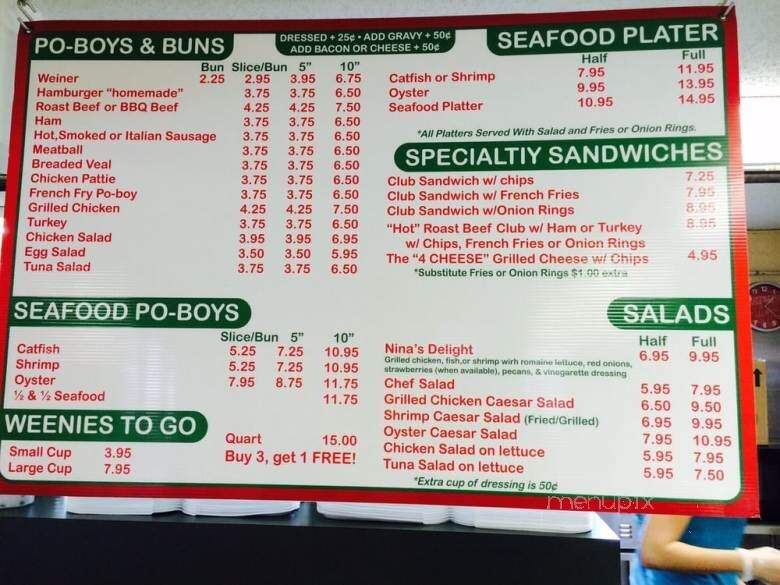 PO-BOYS & BUNS
DRESSED + 25¢ • ADD GRAVY + 50¢
ADD BACON OR CHEESE + 50¢
Bun Slice/Bun 5" 10"
Weiner 2.25 2.95 3.95 6.75
Hamburger "homemade" 3.75 3.75 6.50
Roast Beef or BBQ Beef 4.25 4.25 7.50
Ham 3.75 3.75 6.50
Hot,Smoked or Italian Sausage 3.75 3.75 6.50
Meatball 3.75 3.75 6.50
Breaded Veal 3.75 3.75 6.50
Chicken Pattie 3.75 3.75 6.50
French Fry Po-boy 3.75 3.75 6.50
Grilled Chicken 4.25 4.25 7.50
Turkey 3.75 3.75 6.50
Chicken Salad 3.95 3.95 6.95
Egg Salad 3.50 3.50 5.95
Tuna Salad 3.75 3.75 6.50
SEAFOOD PO-BOYS
Slice/Bun 5" 10"
Catfish 5.25 7.25 10.95
Shrimp 5.25 7.25 10.95
Oyster 7.95 8.75 11.75
½ & ½ Seafood 11.75
WEENIES TO GO
Small Cup 3.95
Large Cup 7.95
Quart 15.00
Buy 3, get 1 FREE!
SEAFOOD PLATER
Half Full
Catfish or Shrimp 7.95 11.95
Oyster 9.95 13.95
Seafood Platter 10.95 14.95
*All Platters Served With Salad and Fries or Onion Rings.
SPECIALTIY SANDWICHES
Club Sandwich w/ chips 7.25
Club Sandwich w/ French Fries 7.95
Club Sandwich w/Onion Rings 8.95
"Hot" Roast Beef Club w/ Ham or Turkey 8.95
w/ Chips, French Fries or Onion Rings
The "4 CHEESE" Grilled Cheese w/ Chips 4.95
*Substitute Fries or Onion Rings $1.00 extra
SALADS
Half Full
Nina's Delight 6.95 9.95
Grilled chicken, fish,or shrimp wirh romaine lettuce, red onions,
strawberries (when available), pecans, & vinegarette dressing
Chef Salad 5.95 7.95
Grilled Chicken Caesar Salad 6.50 9.50
Shrimp Caesar Salad (Fried/Grilled) 6.95 9.95
Oyster Caesar Salad 7.95 10.95
Chicken Salad on lettuce 5.95 7.95
Tuna Salad on lettuce 5.95 7.50
*Extra cup of dressing is 50¢
menupix